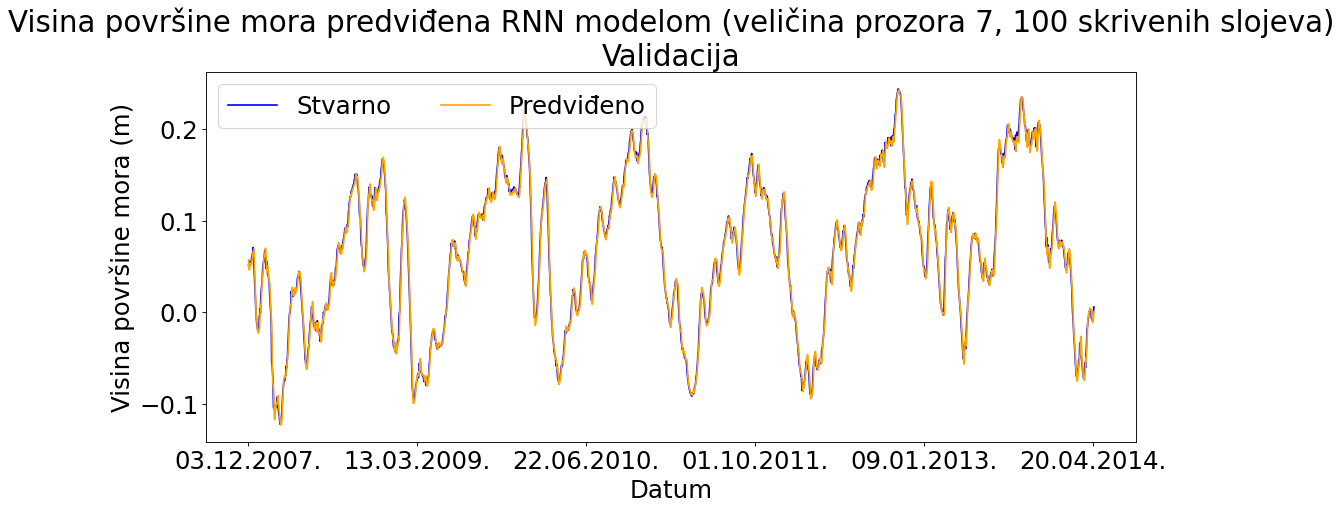 Visina površine mora predviđena RNN modelom (veličina prozora 7, 100 skrivenih slojeva)
Validacija
Stvarno
Predviđeno
Visina površine mora (m)
0.2
0.1
0.0
−0.1
03.12.2007.
13.03.2009.
22.06.2010.
01.10.2011.
09.01.2013.
20.04.2014.
Datum